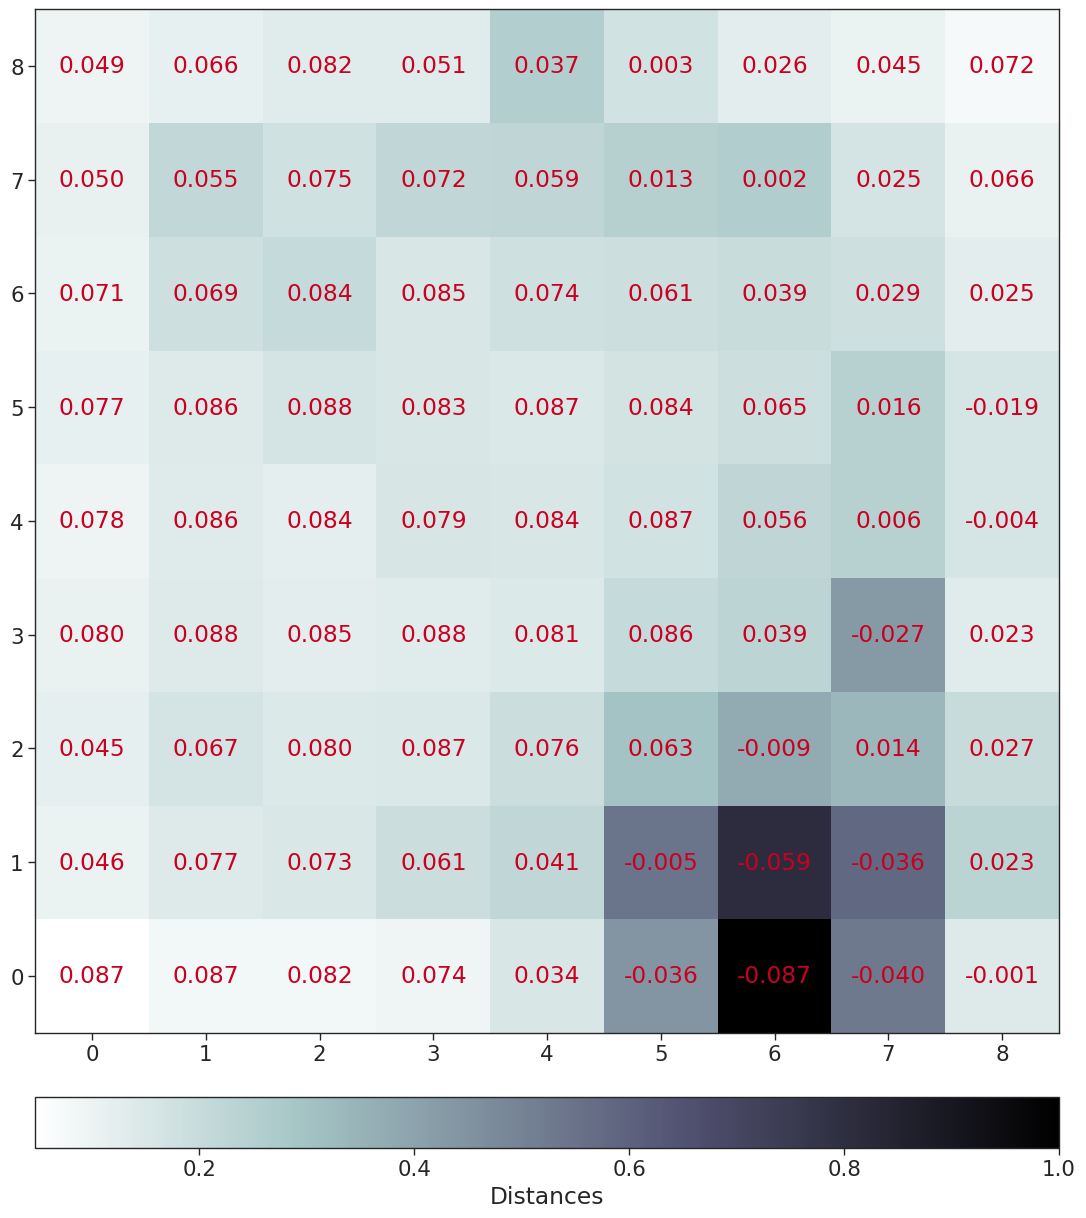 8 0.049 0.066 0.082 0.051 0.037 0.003 0.026 0.045 0.072
7 0.050 0.055 0.075 0.072 0.059 0.013 0.002 0.025 0.066
6 0.071 0.069 0.084 0.085 0.074 0.061 0.039 0.029 0.025
5 0.077 0.086 0.088 0.083 0.087 0.084 0.065 0.016 -0.019
4 0.078 0.086 0.084 0.079 0.084 0.087 0.056 0.006 -0.004
3 0.080 0.088 0.085 0.088 0.081 0.086 0.039 -0.027 0.023
2 0.045 0.067 0.080 0.087 0.076 0.063 -0.009 0.014 0.027
1 0.046 0.077 0.073 0.061 0.041 -0.005 -0.059 -0.036 0.023
0 0.087 0.087 0.082 0.074 0.034 -0.036 -0.087 -0.040 -0.001
0 1 2 3 4 5 6 7 8
0.2 0.4 0.6 0.8 1.0
Distances